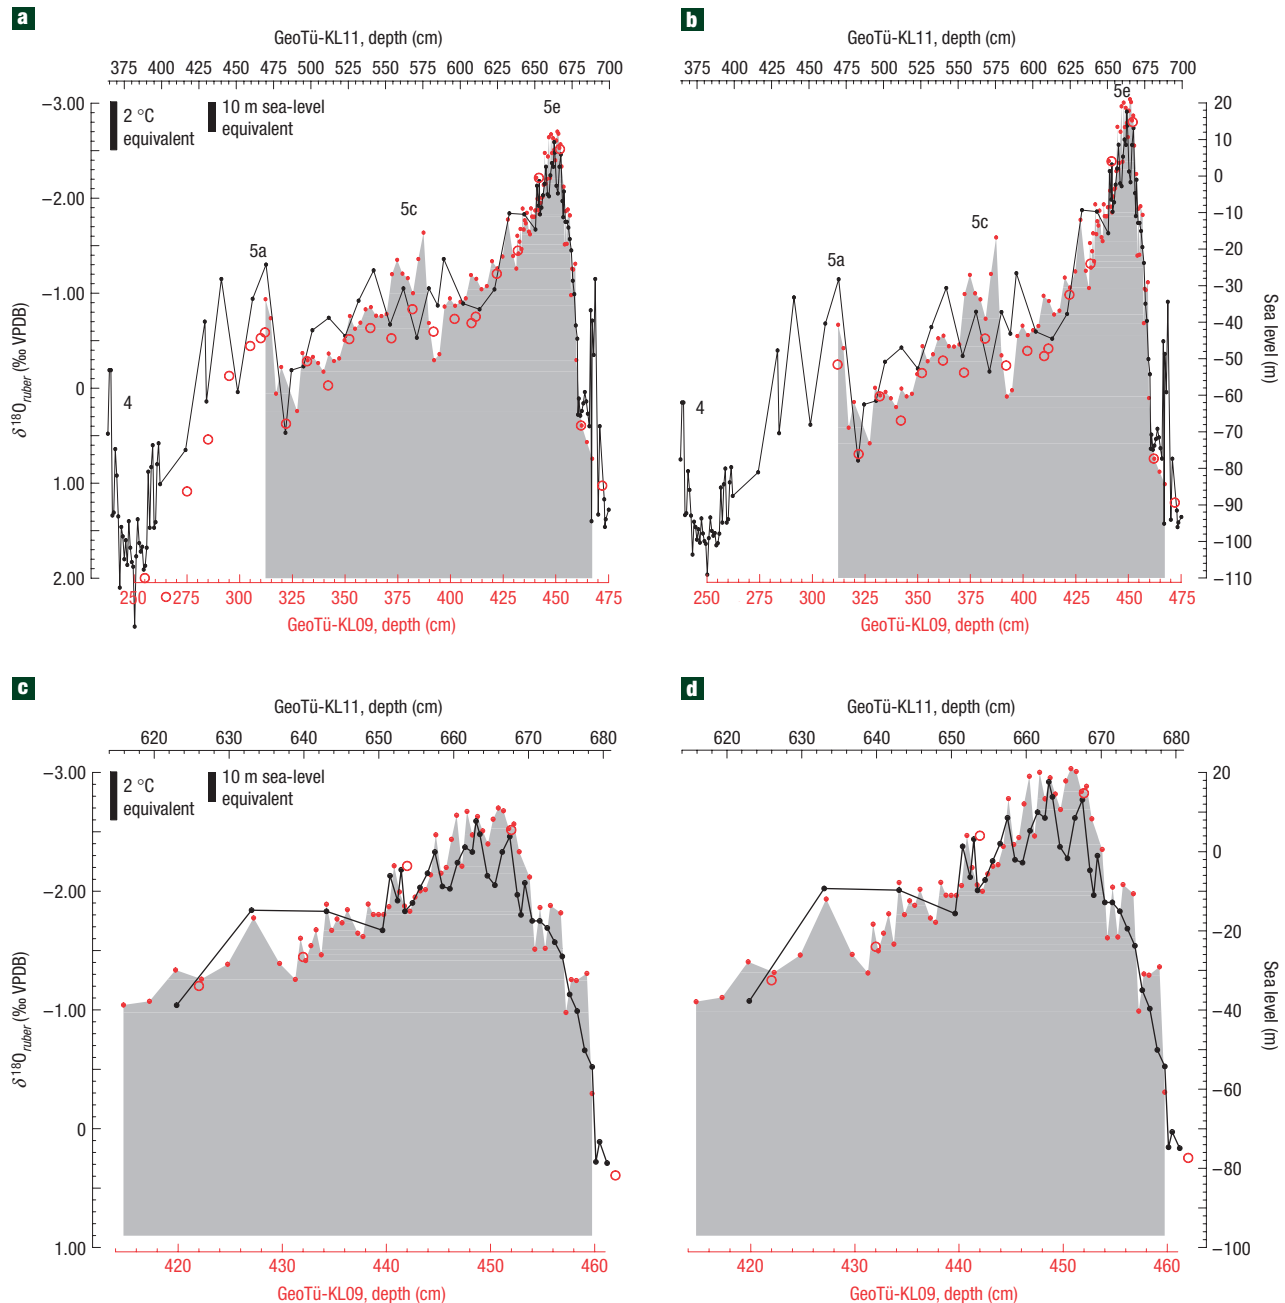 a
GeoTü-KL11, depth (cm)
375 400 425 450 475 500 525 550 575 600 625 650 675 700
–3.00
–2.00
–1.00
0
1.00
2.00
δ¹⁸O ruber (‰ VPDB)
2 °C equivalent
10 m sea-level equivalent
5e
5c
5a
4
250 275 300 325 350 375 400 425 450 475
GeoTü-KL09, depth (cm)
b
GeoTü-KL11, depth (cm)
375 400 425 450 475 500 525 550 575 600 625 650 675 700
5e
5c
5a
4
20
10
0
–10
–20
–30
–40
–50
–60
–70
–80
–90
–100
–110
Sea level (m)
250 275 300 325 350 375 400 425 450 475
GeoTü-KL09, depth (cm)
c
GeoTü-KL11, depth (cm)
620 630 640 650 660 670 680
–3.00
–2.00
–1.00
0
1.00
δ¹⁸O ruber (‰ VPDB)
2 °C equivalent
10 m sea-level equivalent
420 430 440 450 460
GeoTü-KL09, depth (cm)
d
GeoTü-KL11, depth (cm)
620 630 640 650 660 670 680
20
0
–20
–40
–60
–80
–100
Sea level (m)
420 430 440 450 460
GeoTü-KL09, depth (cm)